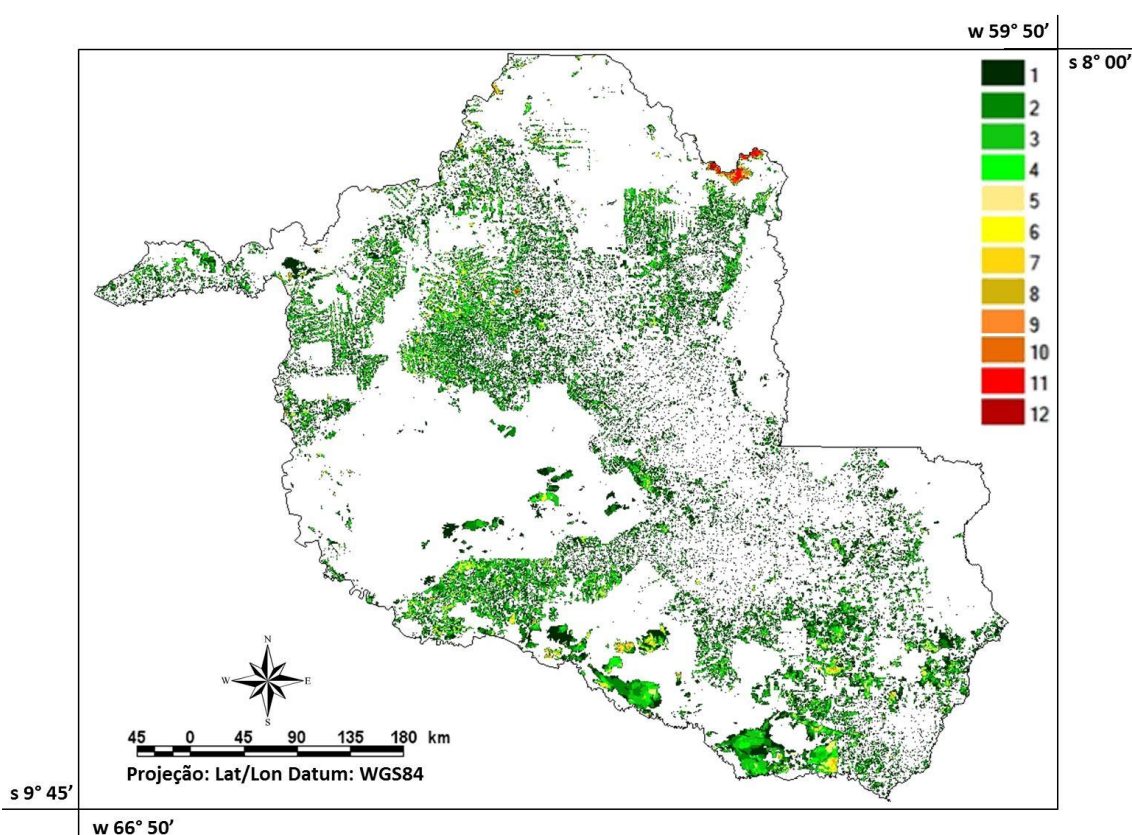 w 59° 50’
s 8° 00’
1
2
3
4
5
6
7
8
9
10
11
12
N
W E
S
45 0 45 90 135 180 km
Projeção: Lat/Lon Datum: WGS84
s 9° 45’
w 66° 50’